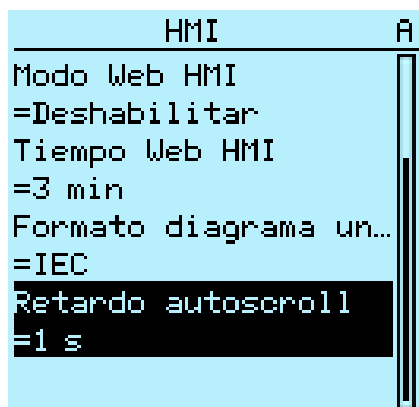 HMI A
Modo Web HMI
=Deshabilitar
Tiempo Web HMI
=3 min
Formato diagrama un…
=IEC
Retardo autoscroll
=1 s